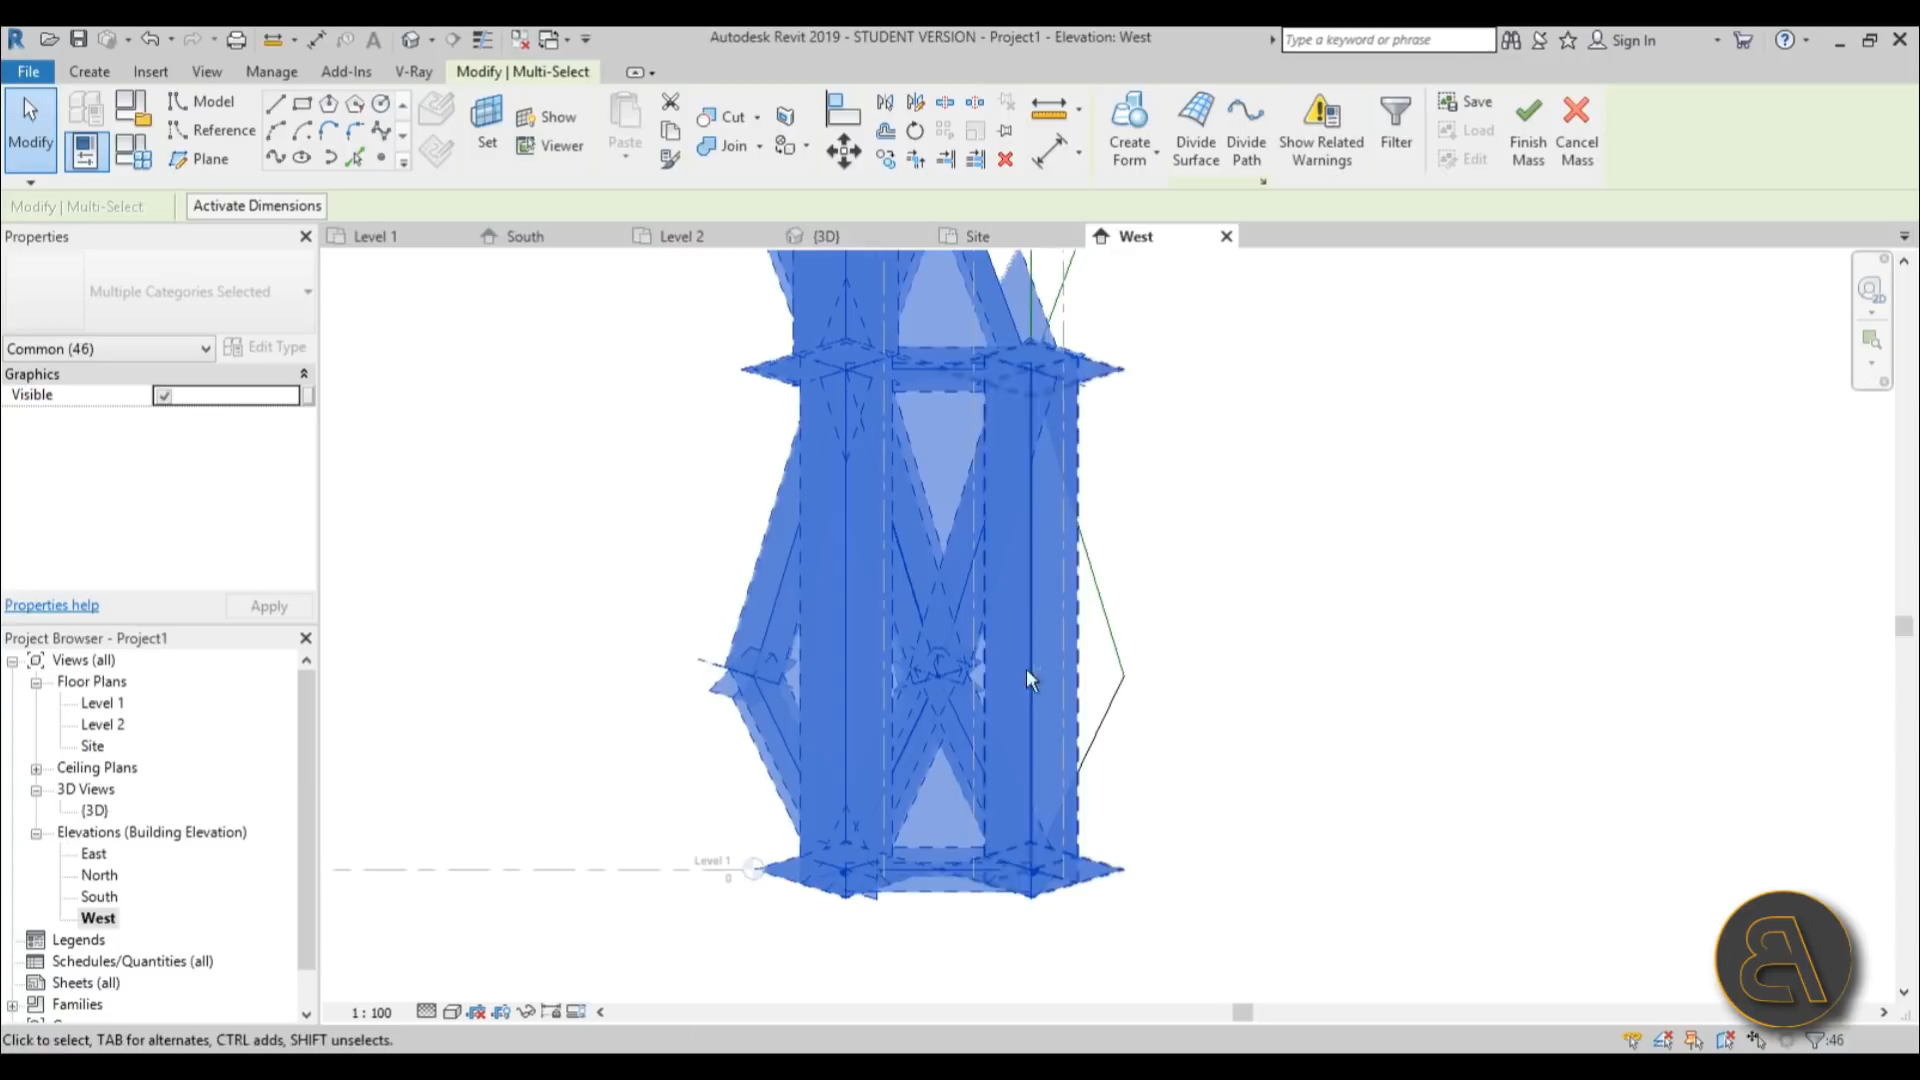 Autodesk Revit 2019 - STUDENT VERSION - Project1 - Elevation: West
Type a keyword or phrase
Sign In
File
Create
Insert
View
Manage
Add-Ins
V-Ray
Modify | Multi-Select
Modify
Model
Reference
Plane
Set
Show
Viewer
Paste
Cut
Join
Create Form
Divide Surface
Divide Path
Show Related Warnings
Filter
Save
Load
Edit
Finish Mass
Cancel Mass
Modify | Multi-Select
Activate Dimensions
Properties
Level 1
South
Level 2
{3D}
Site
West
Multiple Categories Selected
Common (46)
Edit Type
Graphics
Visible
2D
Properties help
Apply
Project Browser - Project1
Views (all)
Floor Plans
Level 1
Level 2
Site
Ceiling Plans
3D Views
{3D}
Elevations (Building Elevation)
East
North
South
West
Legends
Schedules/Quantities (all)
Sheets (all)
Families
Level 1
0
1 : 100
Click to select, TAB for alternates, CTRL adds, SHIFT unselects.
:46